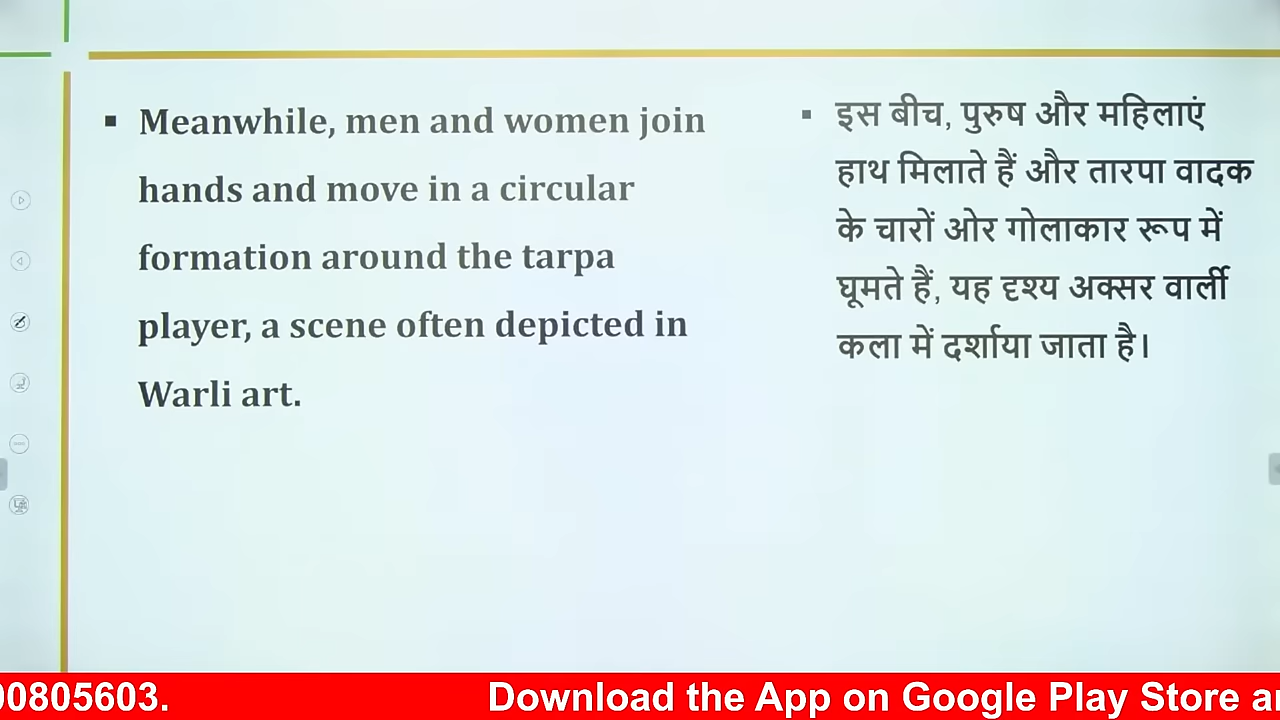 Meanwhile, men and women join
hands and move in a circular
formation around the tarpa
player, a scene often depicted in
Warli art.
इस बीच, पुरुष और महिलाएं
हाथ मिलाते हैं और तारपा वादक
के चारों ओर गोलाकार रूप में
घूमते हैं, यह दृश्य अक्सर वार्ली
कला में दर्शाया जाता है।
00805603. Download the App on Google Play Store